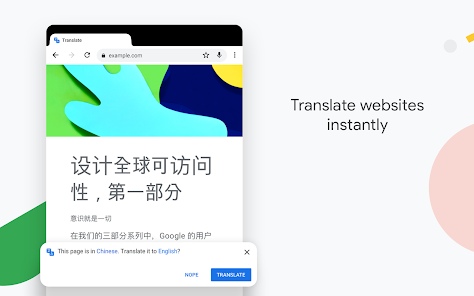 Translate
example.com
Translate websites
instantly
设计全球可访问
性，第一部分
意识就是一切
在我们的三部分系列中，Google 的用户
This page is in Chinese. Translate it to English?
NOPE
TRANSLATE